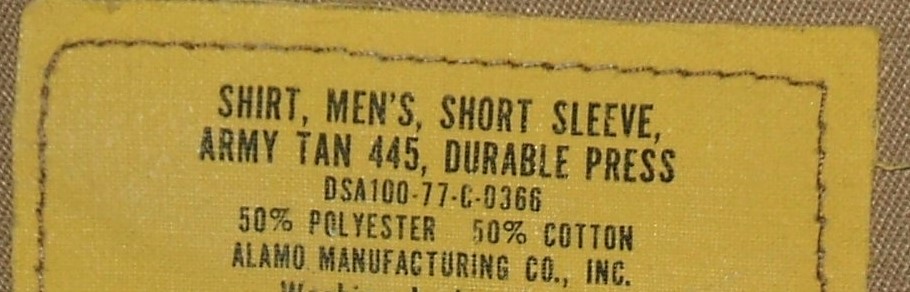 SHIRT, MEN'S, SHORT SLEEVE,
ARMY TAN 445, DURABLE PRESS
DSA100-77-C-0366
50% POLYESTER 50% COTTON
ALAMO MANUFACTURING CO., INC.